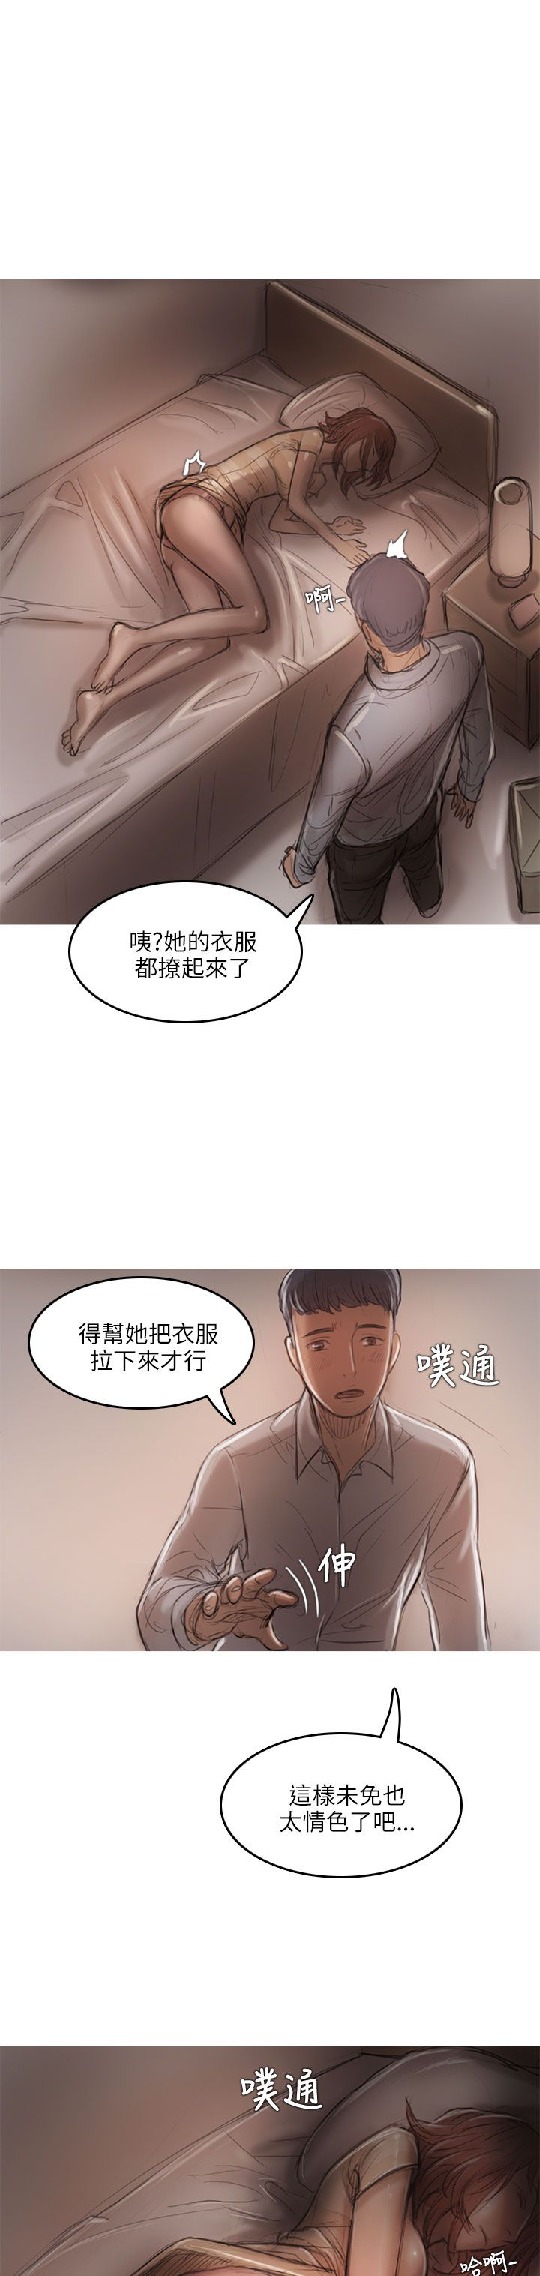 啊~
咦?她的衣服
都撩起來了
得幫她把衣服
拉下來才行
噗通
伸
這樣未免也
太情色了吧...
噗通
哈啊~